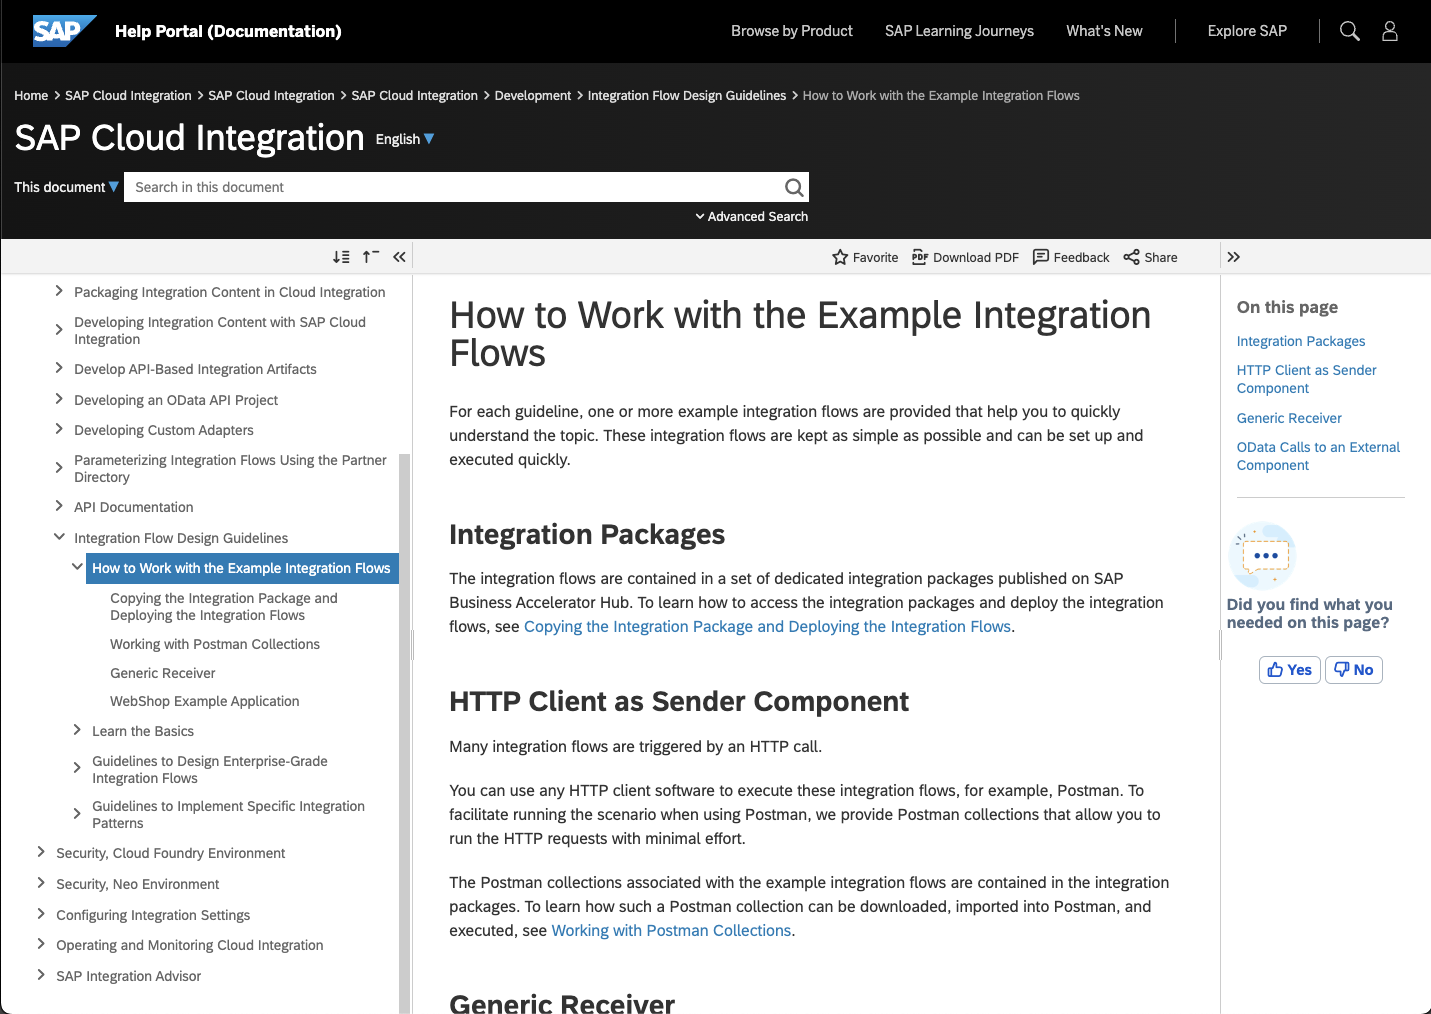 SAP
Help Portal (Documentation)
Browse by Product
SAP Learning Journeys
What's New
Explore SAP
Home > SAP Cloud Integration > SAP Cloud Integration > SAP Cloud Integration > Development > Integration Flow Design Guidelines > How to Work with the Example Integration Flows
SAP Cloud Integration
English
This document
Search in this document
Advanced Search
Favorite
PDF
Download PDF
Feedback
Share
Packaging Integration Content in Cloud Integration
Developing Integration Content with SAP Cloud
Integration
Develop API-Based Integration Artifacts
Developing an OData API Project
Developing Custom Adapters
Parameterizing Integration Flows Using the Partner
Directory
API Documentation
Integration Flow Design Guidelines
How to Work with the Example Integration Flows
Copying the Integration Package and
Deploying the Integration Flows
Working with Postman Collections
Generic Receiver
WebShop Example Application
Learn the Basics
Guidelines to Design Enterprise-Grade
Integration Flows
Guidelines to Implement Specific Integration
Patterns
Security, Cloud Foundry Environment
Security, Neo Environment
Configuring Integration Settings
Operating and Monitoring Cloud Integration
SAP Integration Advisor
How to Work with the Example Integration
Flows
For each guideline, one or more example integration flows are provided that help you to quickly
understand the topic. These integration flows are kept as simple as possible and can be set up and
executed quickly.
Integration Packages
The integration flows are contained in a set of dedicated integration packages published on SAP
Business Accelerator Hub. To learn how to access the integration packages and deploy the integration
flows, see Copying the Integration Package and Deploying the Integration Flows.
HTTP Client as Sender Component
Many integration flows are triggered by an HTTP call.
You can use any HTTP client software to execute these integration flows, for example, Postman. To
facilitate running the scenario when using Postman, we provide Postman collections that allow you to
run the HTTP requests with minimal effort.
The Postman collections associated with the example integration flows are contained in the integration
packages. To learn how such a Postman collection can be downloaded, imported into Postman, and
executed, see Working with Postman Collections.
Generic Receiver
On this page
Integration Packages
HTTP Client as Sender
Component
Generic Receiver
OData Calls to an External
Component
Did you find what you
needed on this page?
Yes
No